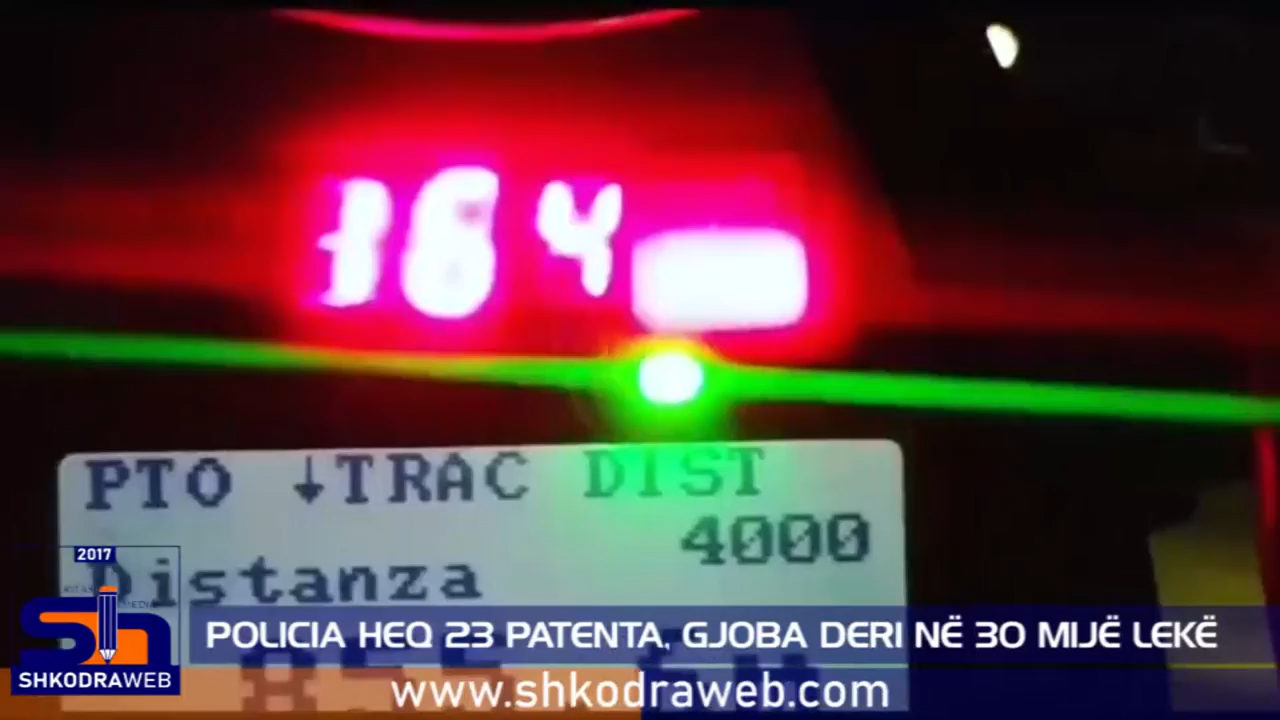 164
PTO ↓TRAC DIST
4000
Distanza
2017
sh
SHKODRAWEB
POLICIA HEQ 23 PATENTA, GJOBA DERI NË 30 MIJË LEKË
www.shkodraweb.com